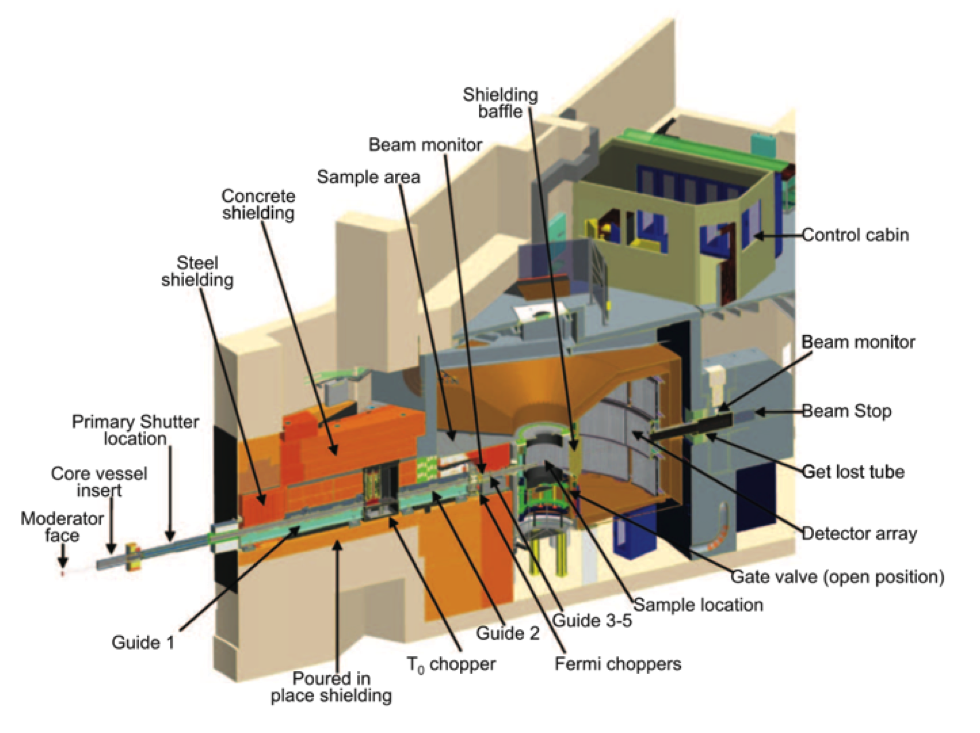 Shielding
baffle
Beam monitor
Sample area
Concrete
shielding
Steel
shielding
Control cabin
Beam monitor
Beam Stop
Primary Shutter
location
Core vessel
insert
Get lost tube
Moderator
face
Detector array
Gate valve (open position)
Sample location
Guide 3-5
Guide 2
Guide 1
T0 chopper
Fermi choppers
Poured in
place shielding